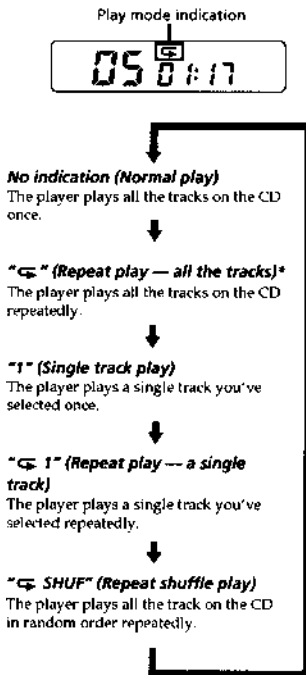 Play mode indication
05 01:17
No indication (Normal play)
The player plays all the tracks on the CD
once.
" " (Repeat play — all the tracks)*
The player plays all the tracks on the CD
repeatedly.
"1" (Single track play)
The player plays a single track you've
selected once.
" 1" (Repeat play — a single
track)
The player plays a single track you've
selected repeatedly.
" SHUF" (Repeat shuffle play)
The player plays all the track on the CD
in random order repeatedly.